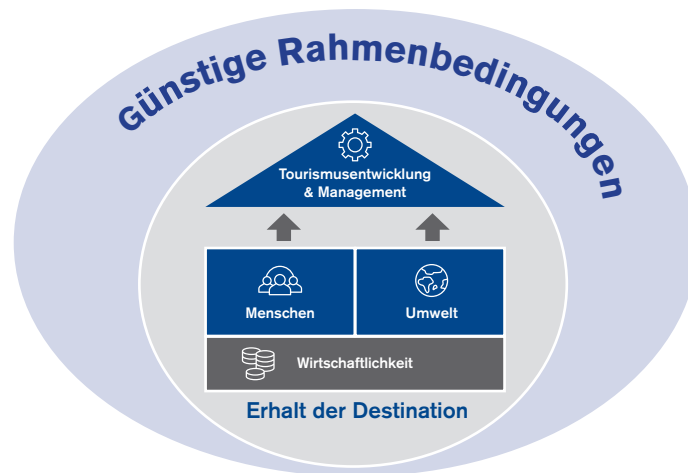 Günstige Rahmenbedingungen
Tourismusentwicklung
& Management
Menschen
Umwelt
Wirtschaftlichkeit
Erhalt der Destination